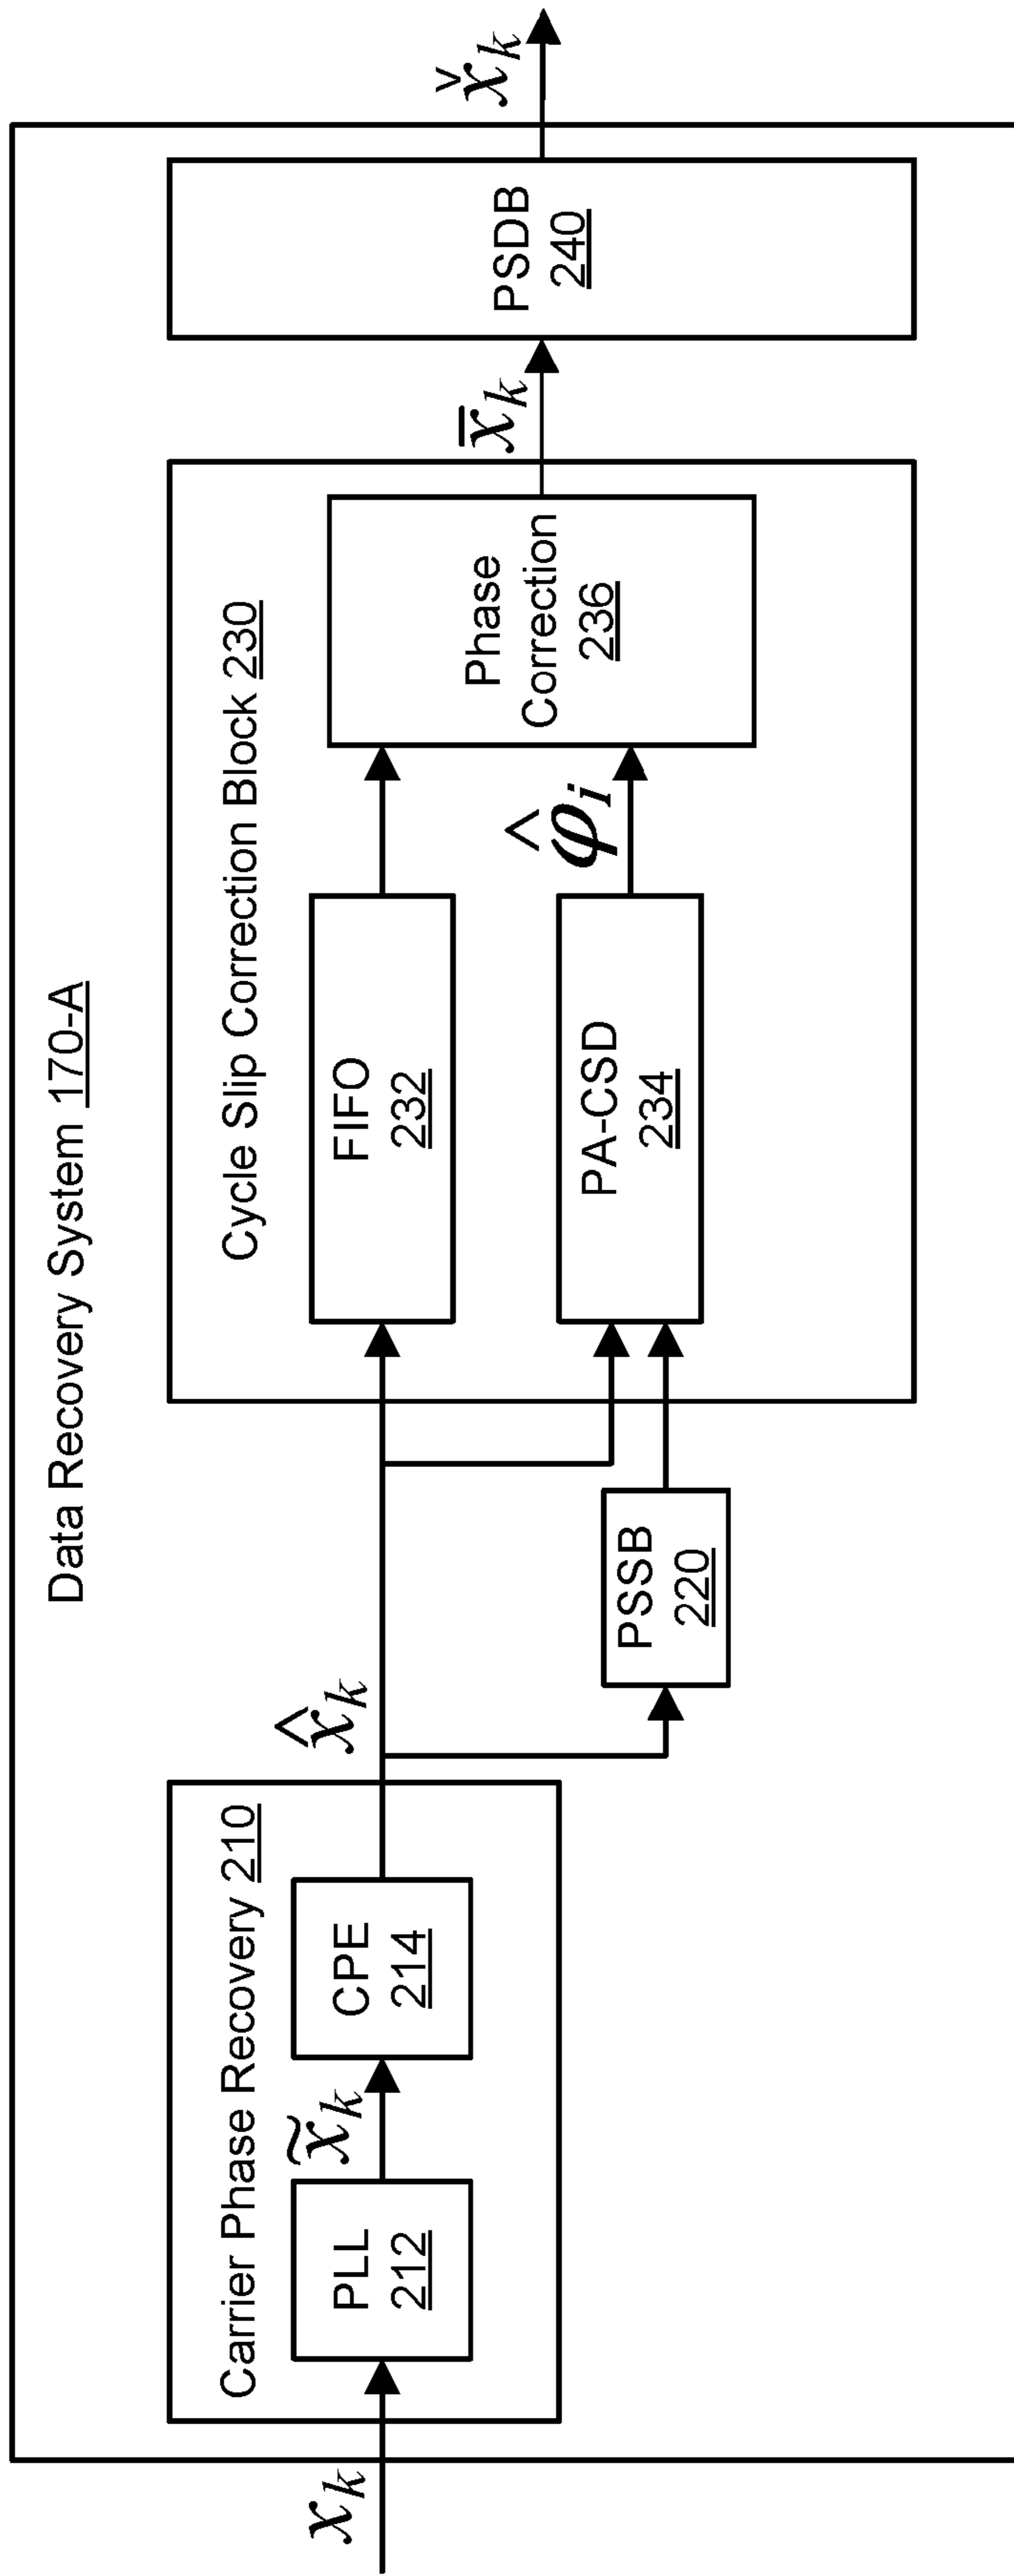 Data Recovery System 170-A
x_k
Carrier Phase Recovery 210
PLL
212
x̃_k
CPE
214
x̂_k
PSSB
220
Cycle Slip Correction Block 230
FIFO
232
PA-CSD
234
φ̂_i
Phase
Correction
236
x̄_k
PSDB
240
x̌_k